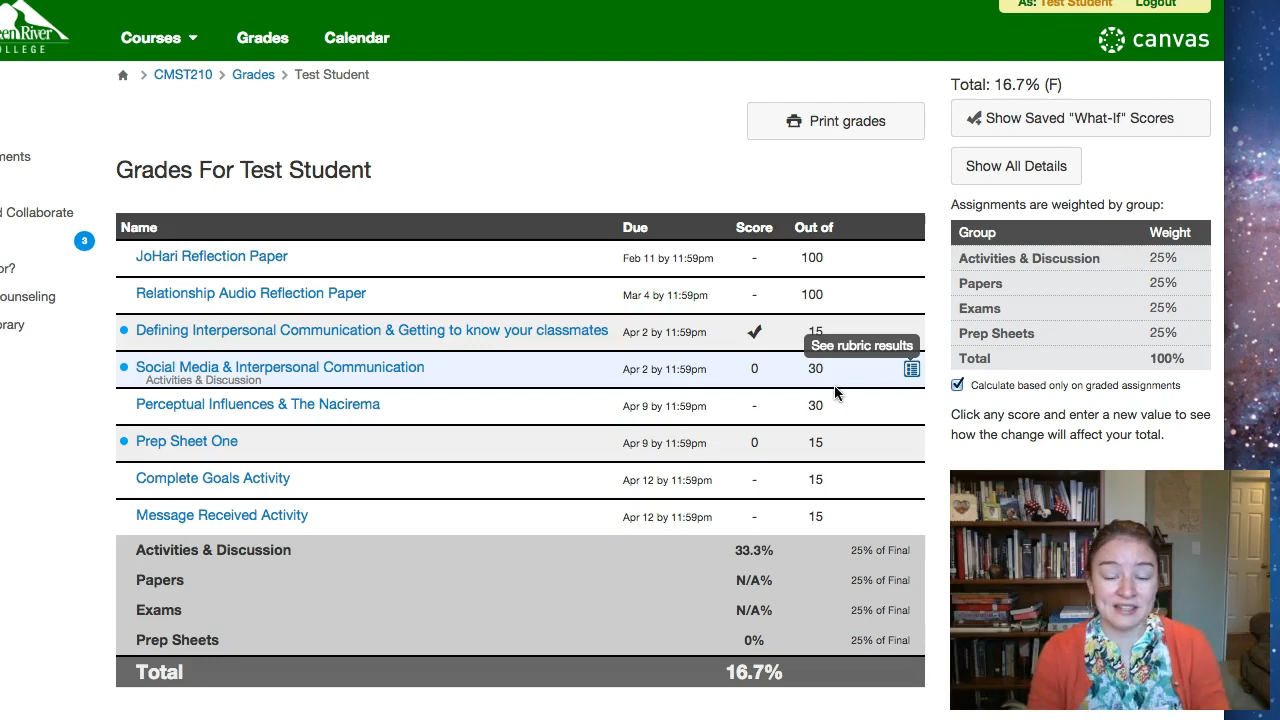 As: Test Student Logout
een River
LLEGE
Courses Grades Calendar
canvas
CMST210 > Grades > Test Student
Total: 16.7% (F)
Print grades
Show Saved "What-If" Scores
ments
Grades For Test Student
Show All Details
d Collaborate
3
or?
ounseling
rary
Assignments are weighted by group:
Name Due Score Out of
JoHari Reflection Paper Feb 11 by 11:59pm - 100
Relationship Audio Reflection Paper Mar 4 by 11:59pm - 100
Defining Interpersonal Communication & Getting to know your classmates Apr 2 by 11:59pm ✔ 15
See rubric results
Social Media & Interpersonal Communication Apr 2 by 11:59pm 0 30
Activities & Discussion
Perceptual Influences & The Nacirema Apr 9 by 11:59pm - 30
Prep Sheet One Apr 9 by 11:59pm 0 15
Complete Goals Activity Apr 12 by 11:59pm - 15
Message Received Activity Apr 12 by 11:59pm - 15
Activities & Discussion 33.3% 25% of Final
Papers N/A% 25% of Final
Exams N/A% 25% of Final
Prep Sheets 0% 25% of Final
Total 16.7%
Group Weight
Activities & Discussion 25%
Papers 25%
Exams 25%
Prep Sheets 25%
Total 100%
Calculate based only on graded assignments
Click any score and enter a new value to see
how the change will affect your total.